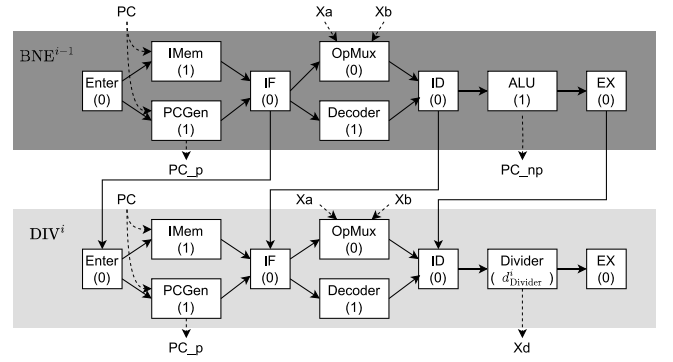 PC
Xa Xb
BNE^{i-1}
IMem
(1)
OpMux
(0)
Enter
(0)
IF
(0)
ID
(0)
ALU
(1)
EX
(0)
PCGen
(1)
Decoder
(1)
PC_p
PC_np
PC
Xa Xb
DIV^{i}
IMem
(1)
OpMux
(0)
Enter
(0)
IF
(0)
ID
(0)
Divider
( d^{i}_{Divider} )
EX
(0)
PCGen
(1)
Decoder
(1)
PC_p
Xd